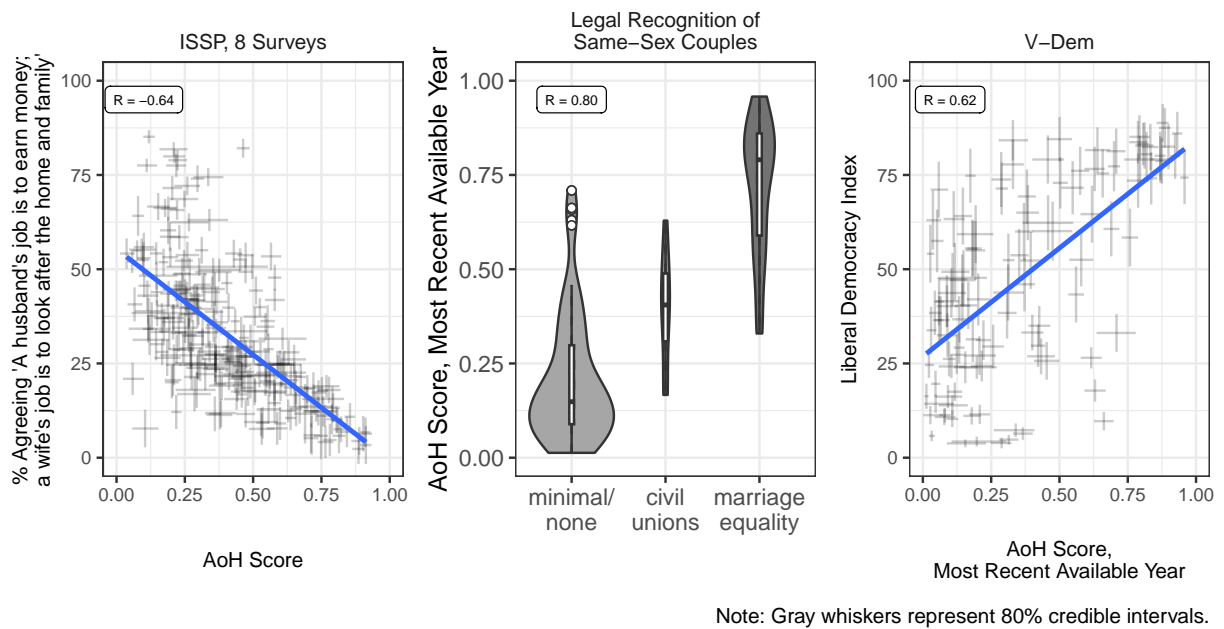 ISSP, 8 Surveys
% Agreeing 'A husband's job is to earn money;
a wife's job is to look after the home and family'
100
75
50
25
0
R = −0.64
0.00 0.25 0.50 0.75 1.00
AoH Score
Legal Recognition of
Same−Sex Couples
AoH Score, Most Recent Available Year
1.00
0.75
0.50
0.25
0.00
R = 0.80
minimal/
none
civil
unions
marriage
equality
V−Dem
Liberal Democracy Index
100
75
50
25
0
R = 0.62
0.00 0.25 0.50 0.75 1.00
AoH Score,
Most Recent Available Year
Note: Gray whiskers represent 80% credible intervals.